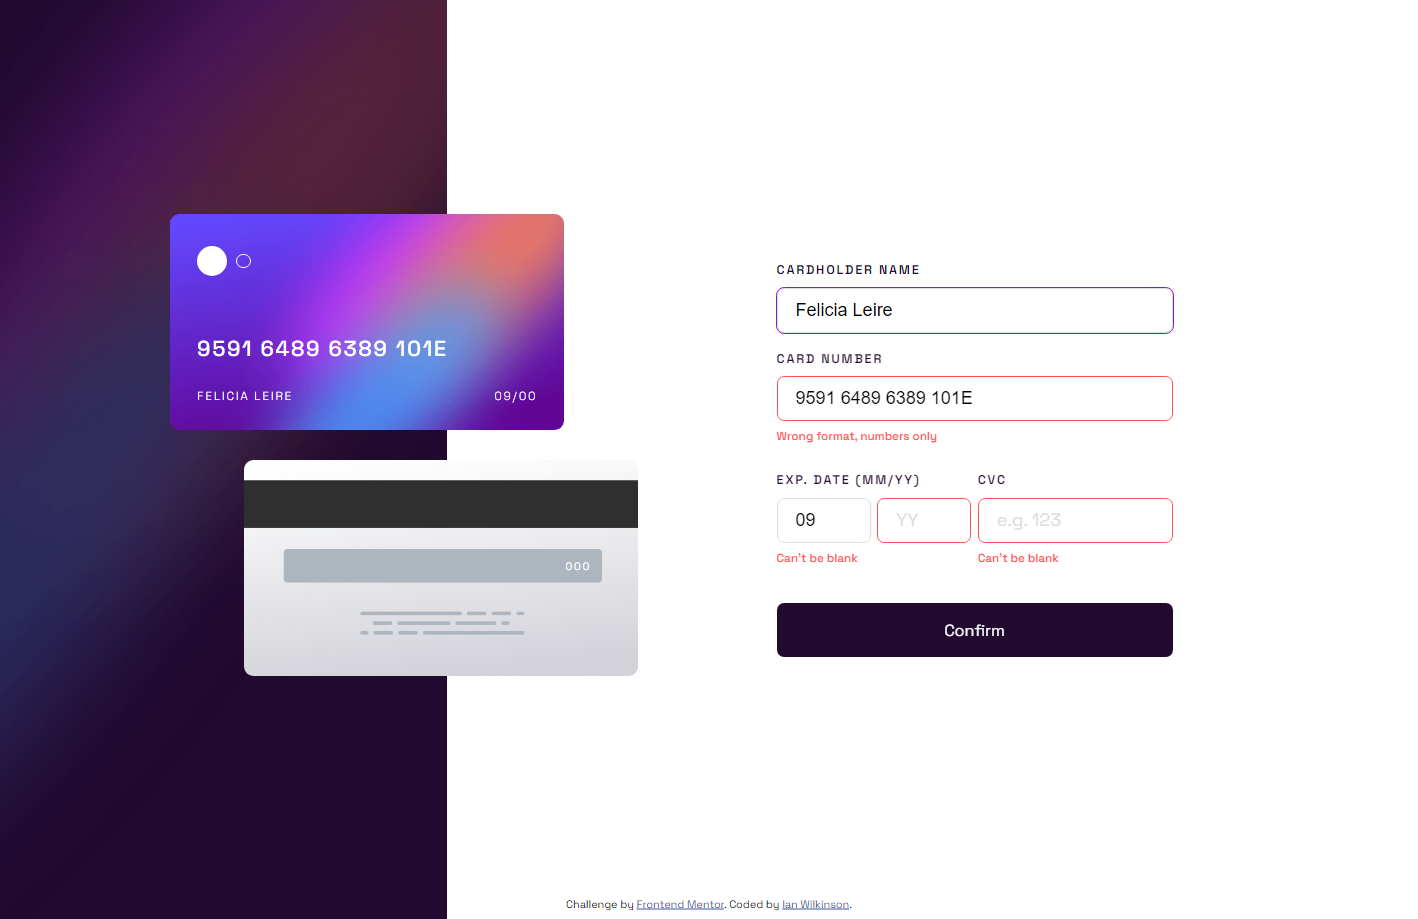 9591 6489 6389 101E
FELICIA LEIRE 09/00
000
CARDHOLDER NAME
Felicia Leire
CARD NUMBER
9591 6489 6389 101E
Wrong format, numbers only
EXP. DATE (MM/YY) CVC
09 YY e.g. 123
Can't be blank Can't be blank
Confirm
Challenge by Frontend Mentor. Coded by Ian Wilkinson.